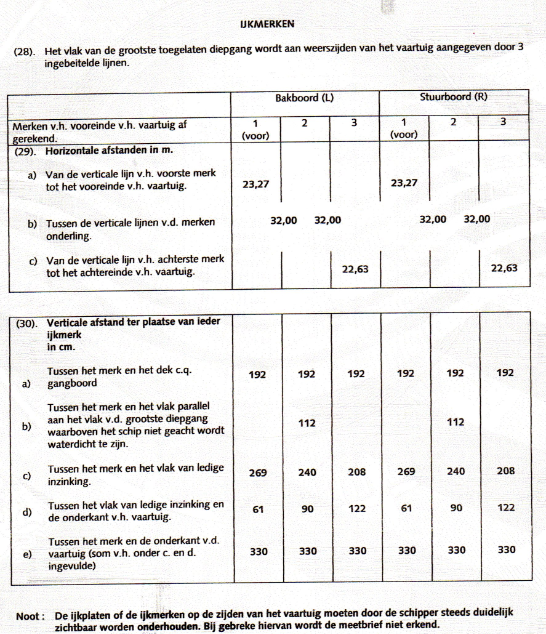 IJKMERKEN
(28). Het vlak van de grootste toegelaten diepgang wordt aan weerszijden van het vaartuig aangegeven door 3
ingebeitelde lijnen.
Bakboord (L) Stuurboord (R)
Merken v.h. vooreinde v.h. vaartuig af
gerekend.
1 2 3 1 2 3
(voor) (voor)
(29). Horizontale afstanden in m.
a) Van de verticale lijn v.h. voorste merk
tot het vooreinde v.h. vaartuig.
23,27 23,27
b) Tussen de verticale lijnen v.d. merken
onderling.
32,00 32,00 32,00 32,00
c) Van de verticale lijn v.h. achterste merk
tot het achtereinde v.h. vaartuig.
22,63 22,63
(30). Verticale afstand ter plaatse van ieder
ijkmerk
in cm.
a) Tussen het merk en het dek c.q.
gangboord
192 192 192 192 192 192
b) Tussen het merk en het vlak parallel
aan het vlak v.d. grootste diepgang
waarboven het schip niet geacht wordt
waterdicht te zijn.
112 112
c) Tussen het merk en het vlak van ledige
inzinking.
269 240 208 269 240 208
d) Tussen het vlak van ledige inzinking en
de onderkant v.h. vaartuig.
61 90 122 61 90 122
e) Tussen het merk en de onderkant v.d.
vaartuig (som v.h. onder c. en d.
ingevulde)
330 330 330 330 330 330
Noot : De ijkplaten of de ijkmerken op de zijden van het vaartuig moeten door de schipper steeds duidelijk
zichtbaar worden onderhouden. Bij gebreke hiervan wordt de meetbrief niet erkend.